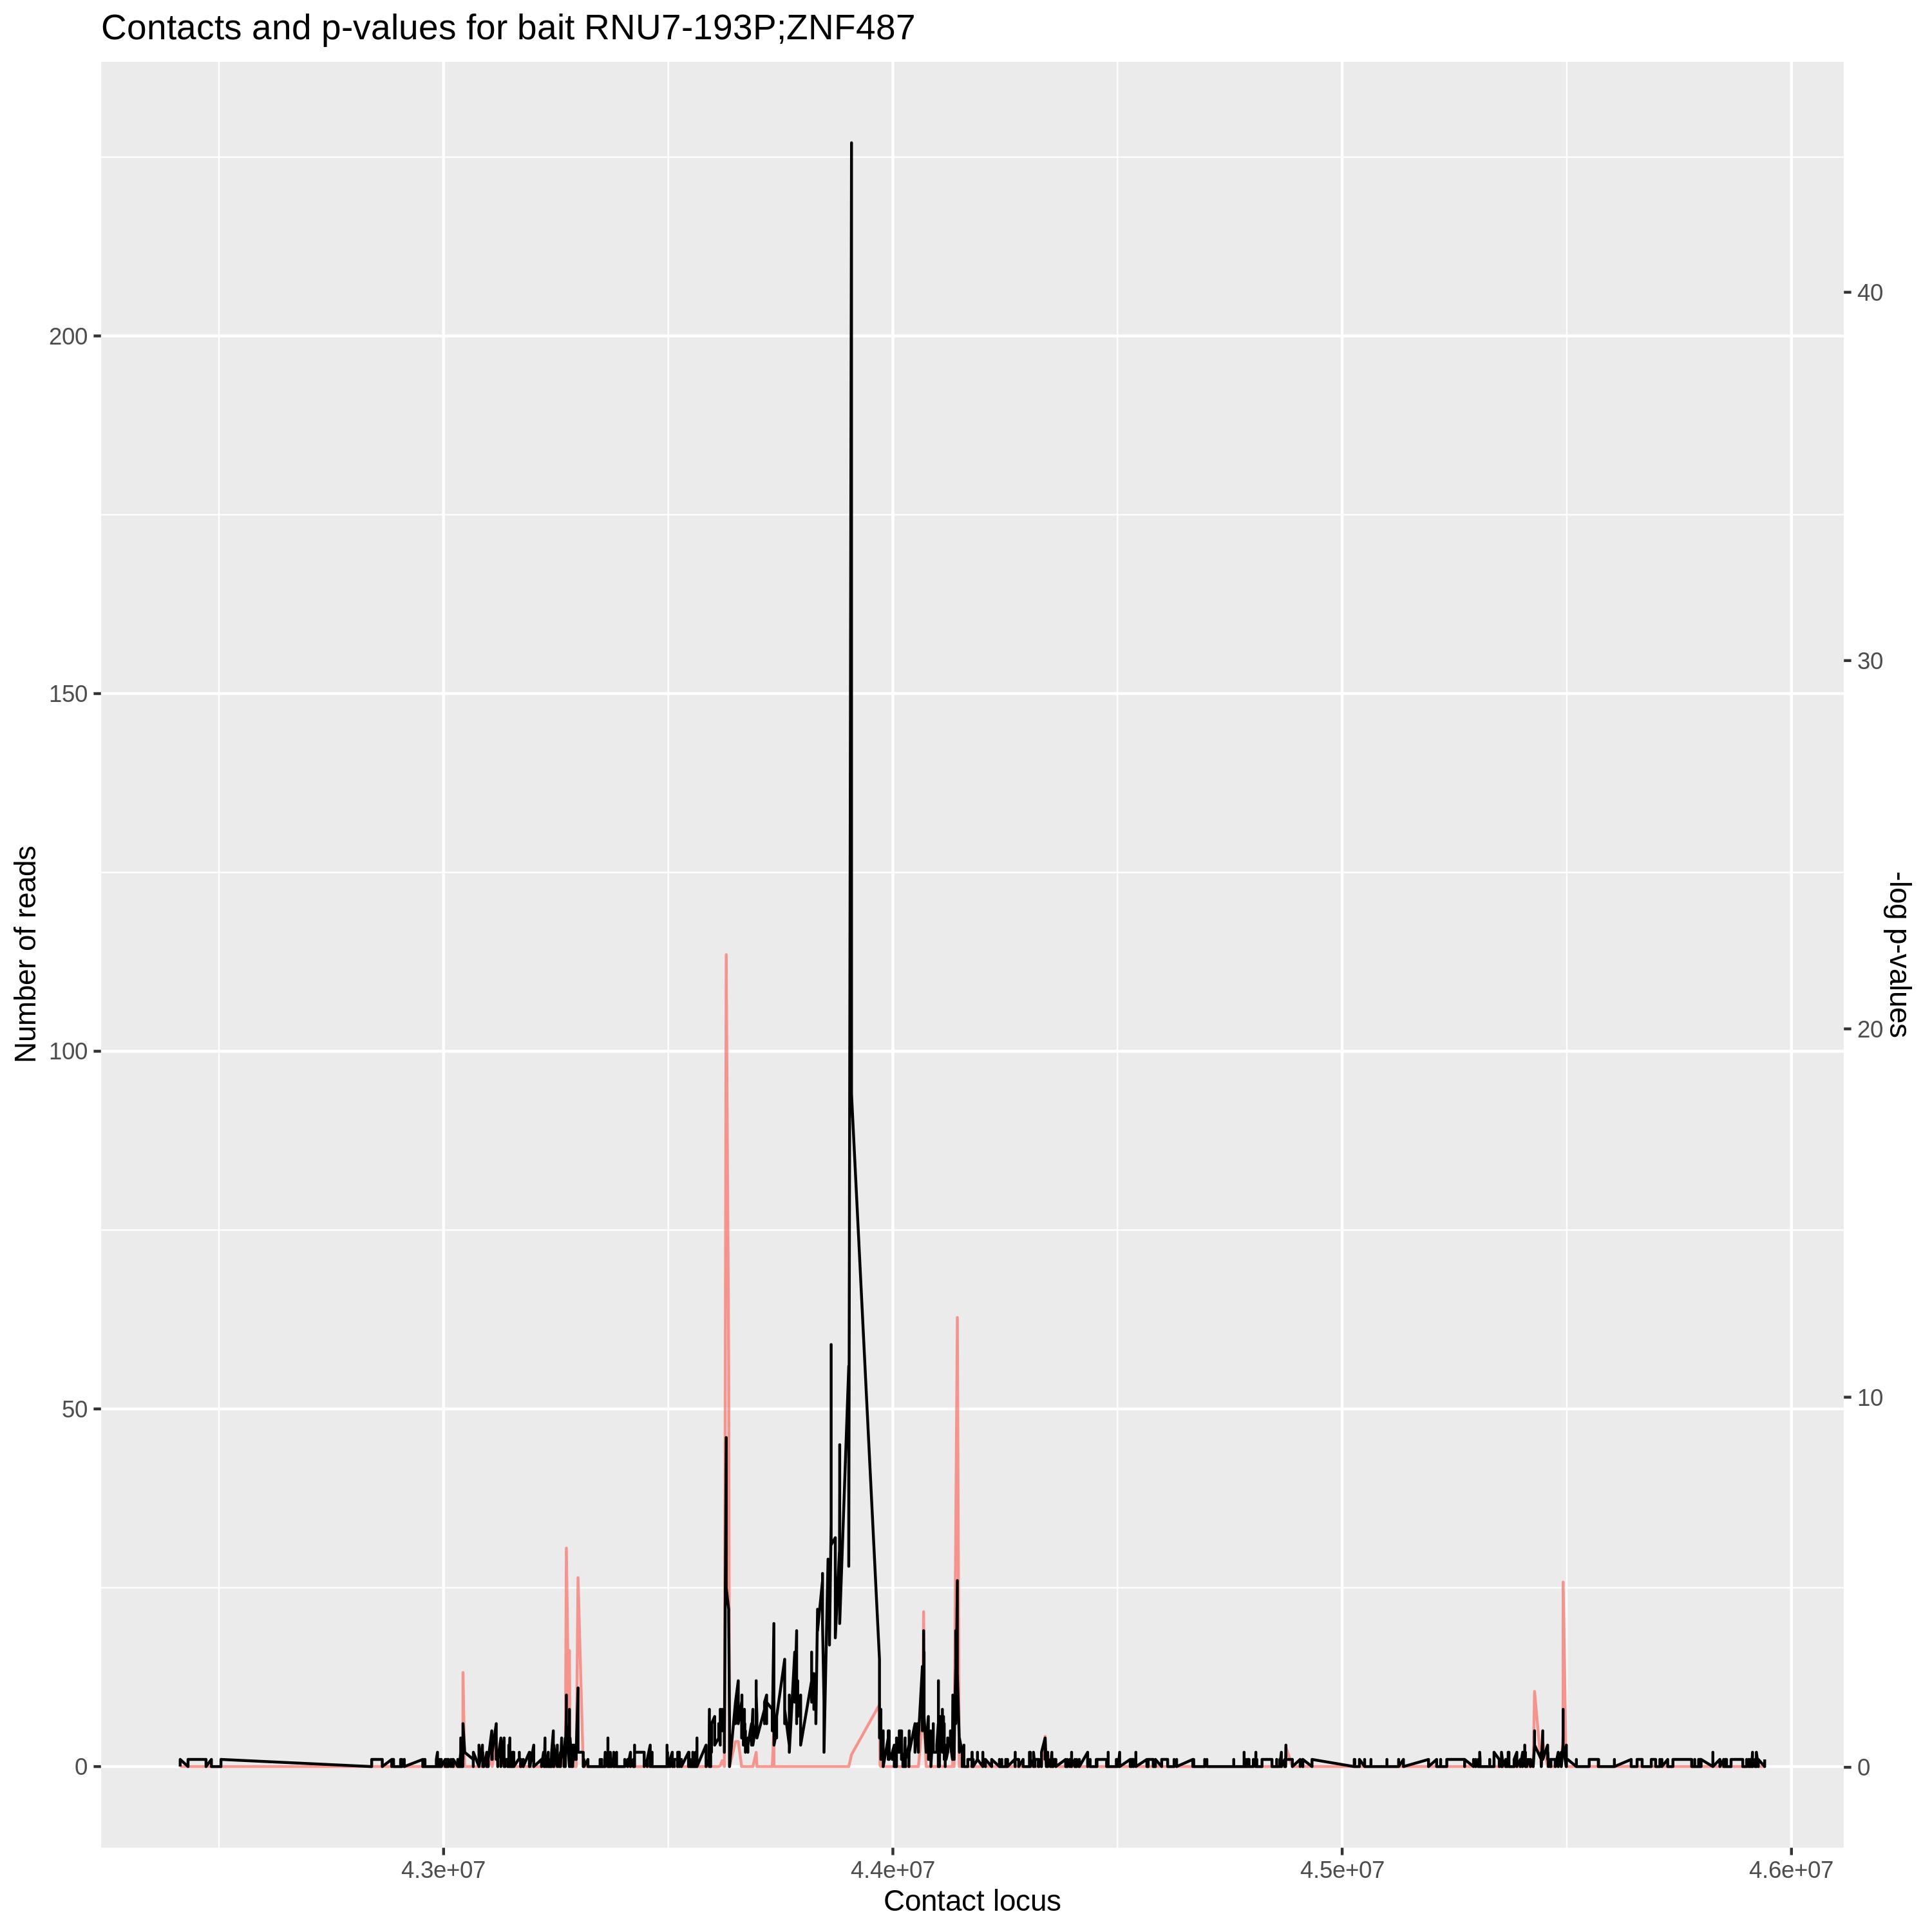 Contacts and p-values for bait RNU7-193P;ZNF487
Number of reads
200
150
100
50
0
40
30
20
10
0
-log p-values
4.3e+07 4.4e+07 4.5e+07 4.6e+07
Contact locus